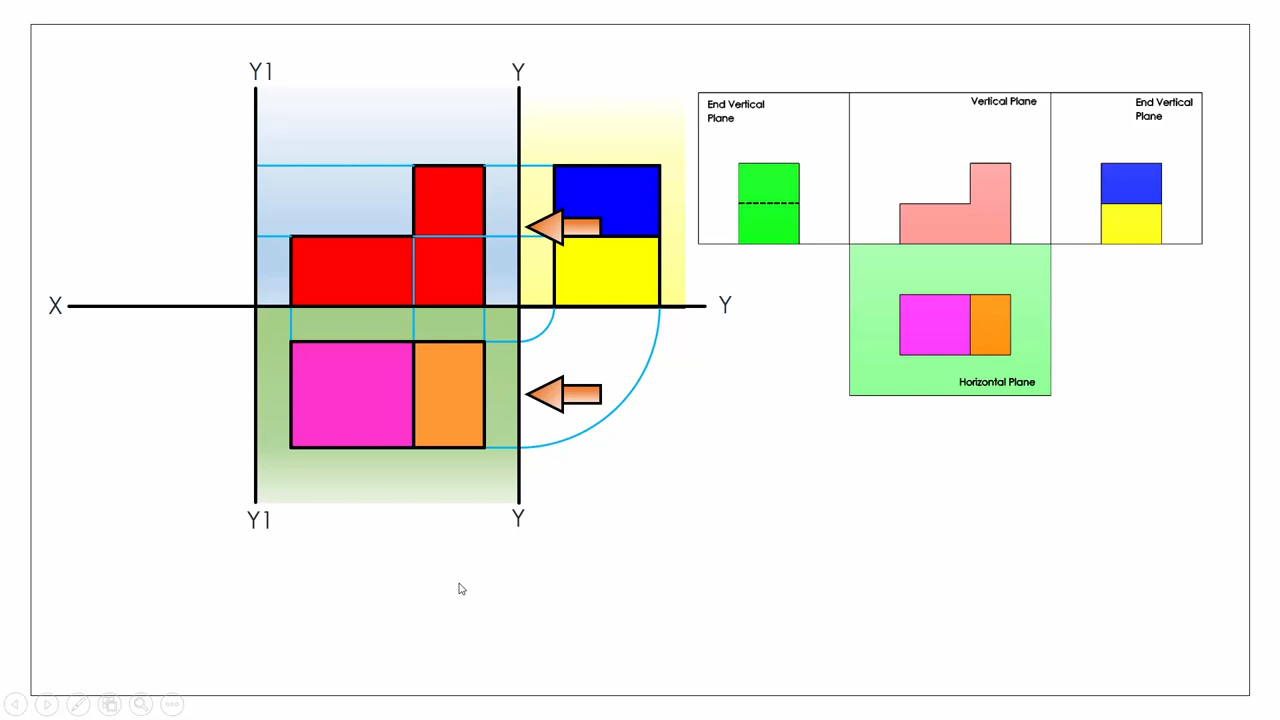 Y1
Y
X
Y
Y1
Y
End Vertical
Plane
Vertical Plane
End Vertical
Plane
Horizontal Plane